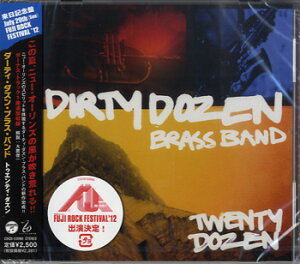 来日記念盤
July 29th (Sun)
FUJI ROCK
FESTIVAL '12
この夏、ニューオーリンズの風が吹き荒れる!!
ダーティ・ダズン・ブラス・バンド
トゥエンティ・ダズン
定価¥2,500
DIRTY DOZEN
BRASS BAND
FUJI ROCK FESTIVAL'12
出演決定!
TWENTY
DOZEN